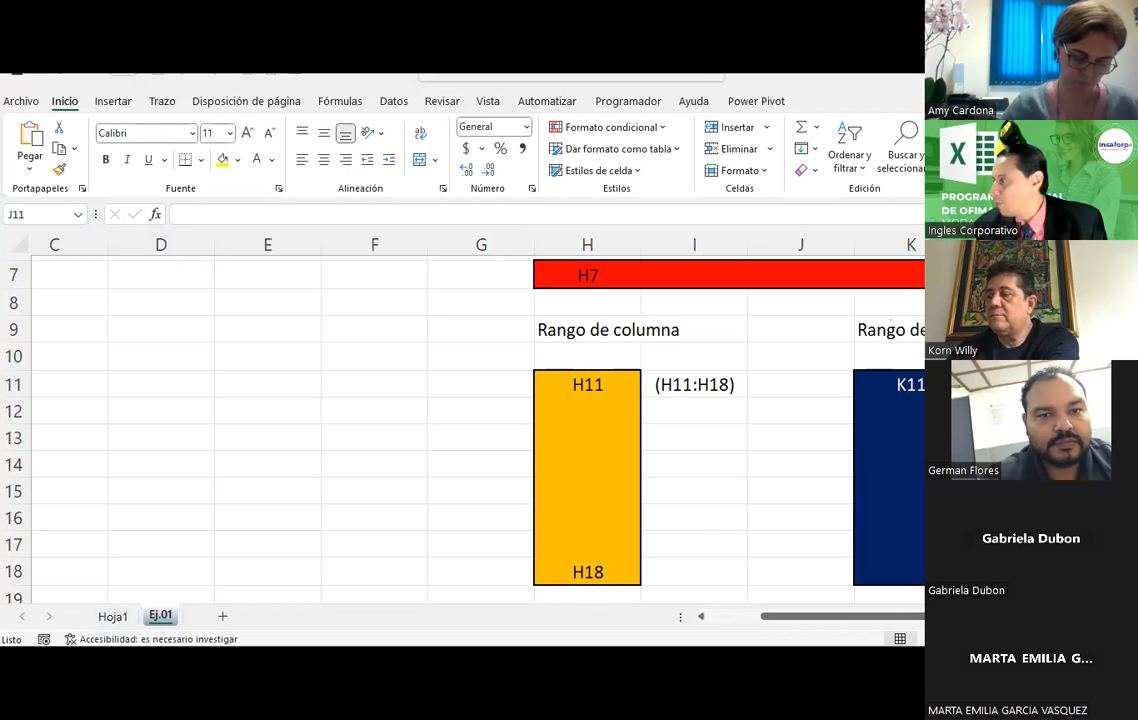 Archivo Inicio Insertar Trazo Disposición de página Fórmulas Datos Revisar Vista Automatizar Programador Ayuda Power Pivot
Pegar
Calibri 11
N K S
General
$ % ,
Formato condicional
Dar formato como tabla
Estilos de celda
Insertar
Eliminar
Formato
Ordenar y
filtrar
Buscar y
selecciona
Portapapeles Fuente Alineación Número Estilos Celdas Edición
J11 fx
C D E F G H I J K
7 H7
8
9 Rango de columna Rango de
10
11 H11 (H11:H18) K11
12
13
14
15
16
17
18 H18
19
Hoja1 Ej.01 +
Listo Accesibilidad: es necesario investigar
Amy Cardona
Insaforp
DE OFIM
Ingles Corporativo
Korn Willy
German Flores
Gabriela Dubon
Gabriela Dubon
MARTA EMILIA G...
MARTA EMILIA GARCIA VASQUEZ